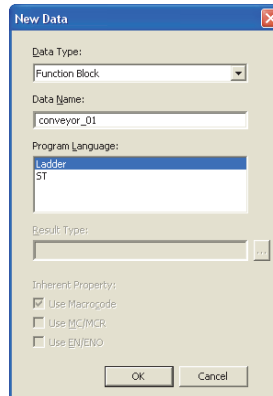 New Data
Data Type:
Function Block
Data Name:
conveyor_01
Program Language:
Ladder
ST
Result Type:
...
Inherent Property:
Use Macrocode
Use MC/MCR
Use EN/ENO
OK Cancel